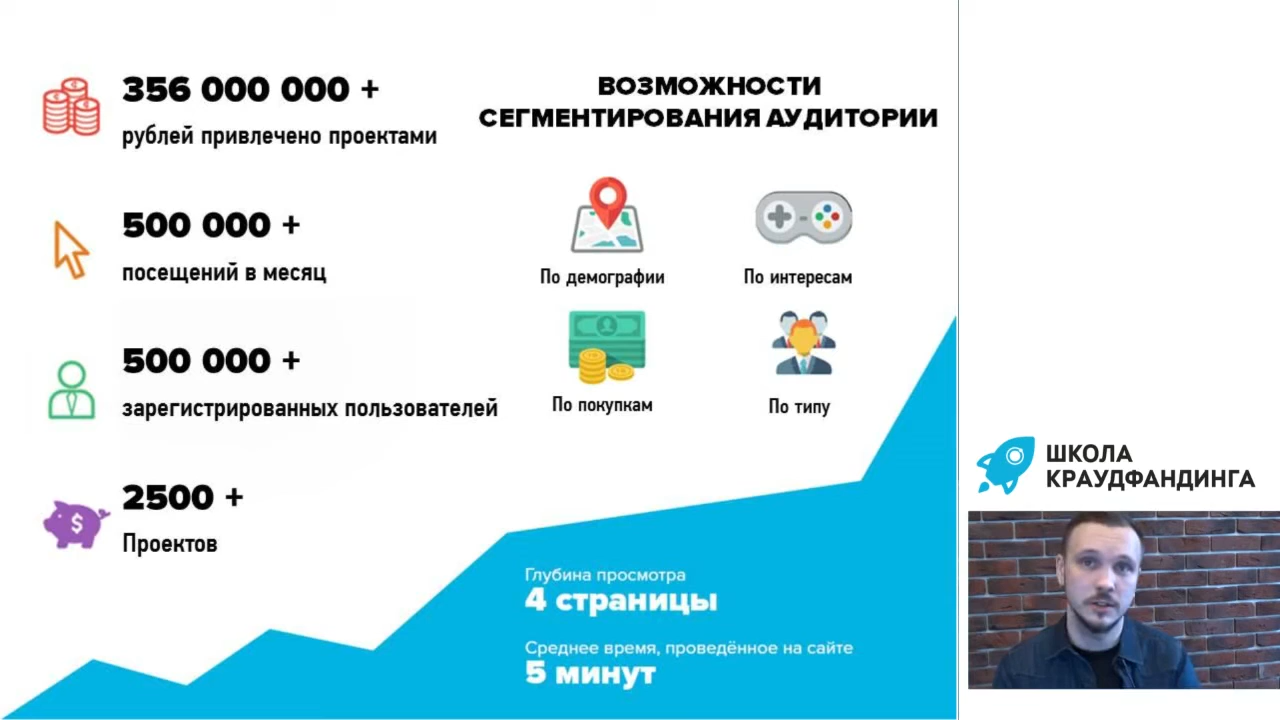 356 000 000 +
рублей привлечено проектами
500 000 +
посещений в месяц
500 000 +
зарегистрированных пользователей
2500 +
Проектов
ВОЗМОЖНОСТИ
СЕГМЕНТИРОВАНИЯ АУДИТОРИИ
По демографии
По интересам
По покупкам
По типу
Глубина просмотра
4 страницы
Среднее время, проведённое на сайте
5 минут
ШКОЛА
КРАУДФАНДИНГА